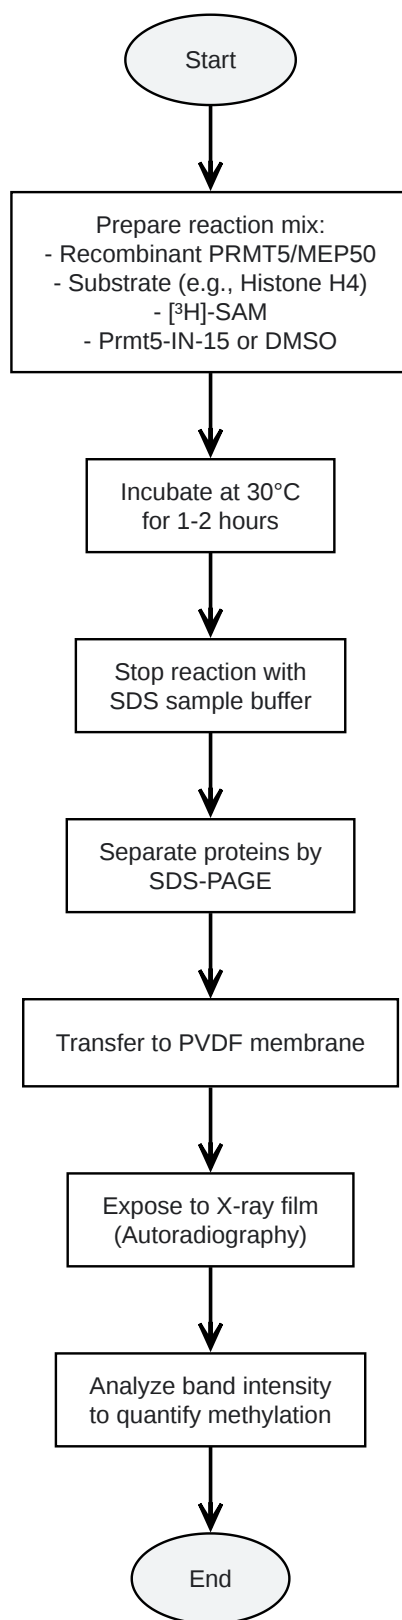 Start
Prepare reaction mix:
- Recombinant PRMT5/MEP50
- Substrate (e.g., Histone H4)
- [³H]-SAM
- Prmt5-IN-15 or DMSO
Incubate at 30°C
for 1-2 hours
Stop reaction with
SDS sample buffer
Separate proteins by
SDS-PAGE
Transfer to PVDF membrane
Expose to X-ray film
(Autoradiography)
Analyze band intensity
to quantify methylation
End